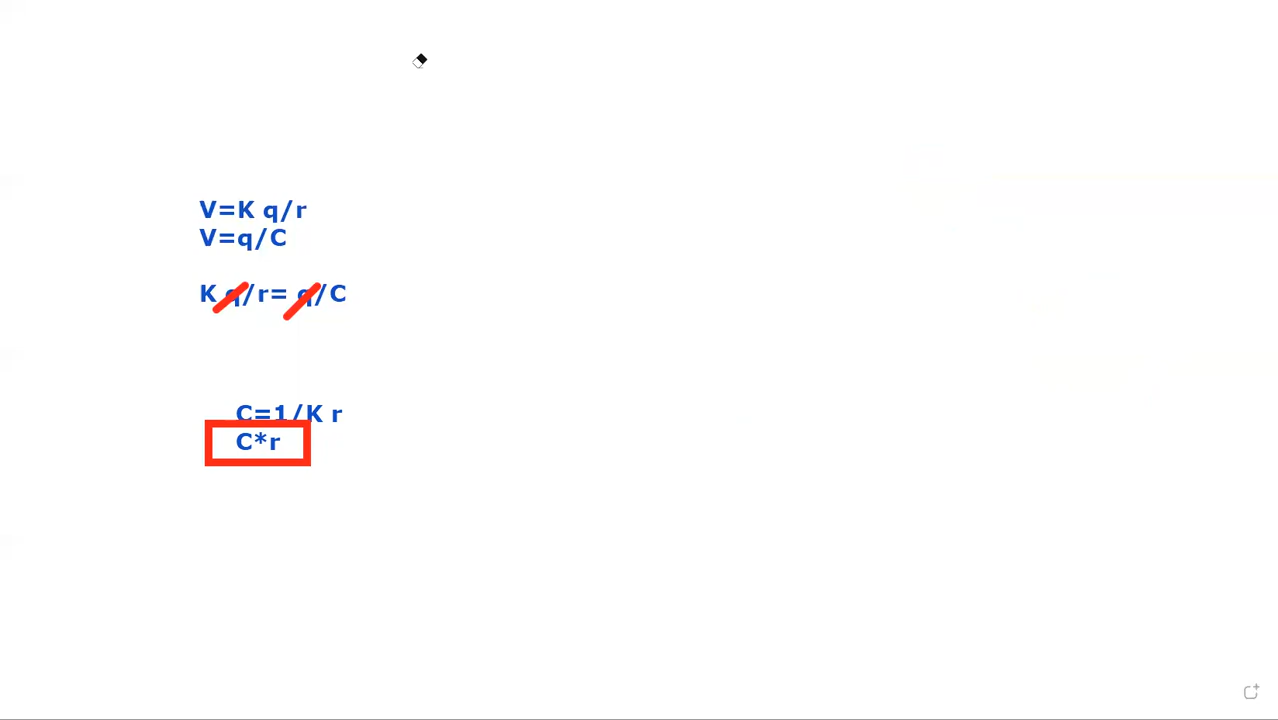 V=K q/r
V=q/C
K q/r= q/C
C=1/K r
C*r